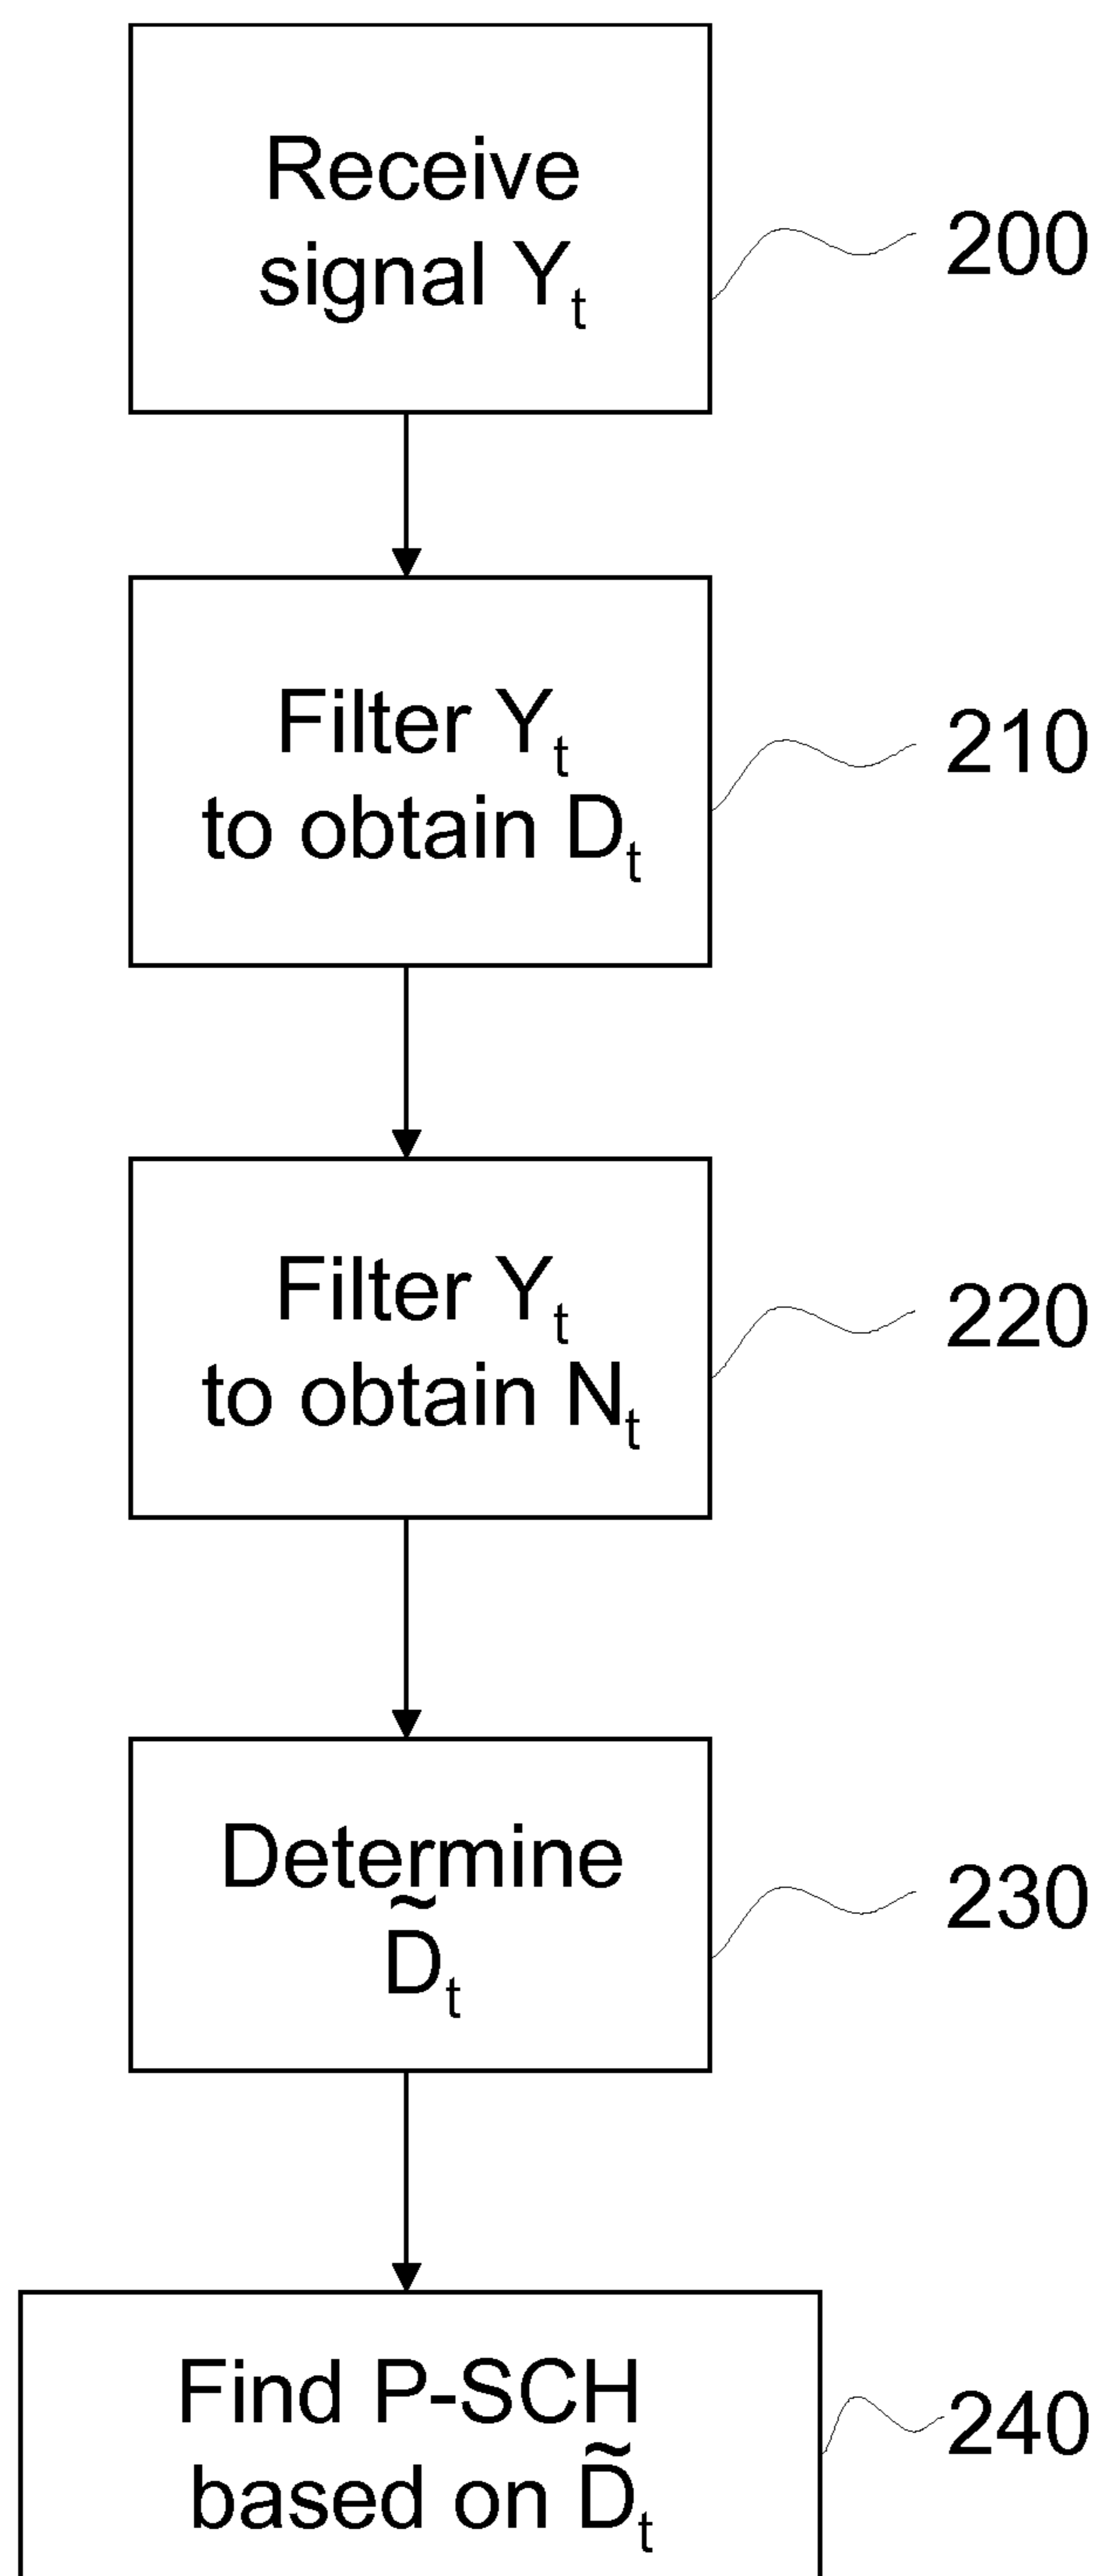 Receive
signal Yₜ
200
Filter Yₜ
to obtain Dₜ
210
Filter Yₜ
to obtain Nₜ
220
Determine
D̃ₜ
230
Find P-SCH
based on D̃ₜ
240